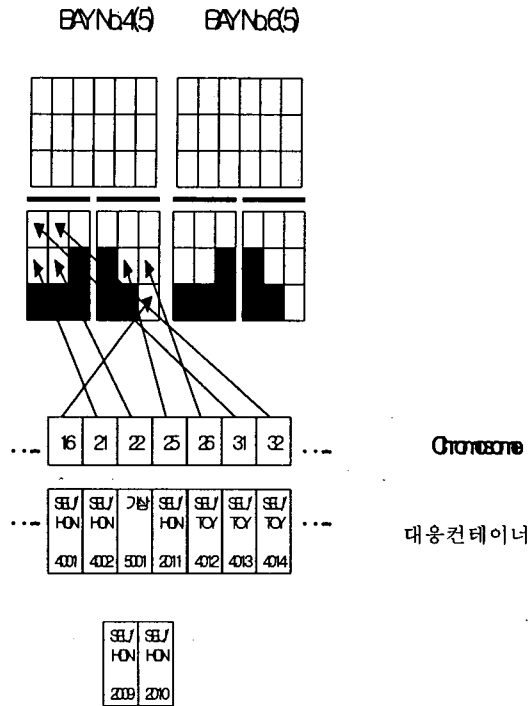 BAY No.4(5) BAY No.6(5)
16 21 22 25 26 31 32
Chromosome
SEL/ SEL/ 가상 SEL/ SEL/ SEL/ SEL/
HON HON HON TOY TOY TOY
4001 4002 5001 2011 4012 4013 4014
대응컨테이너
SEL/ SEL/
HON HON
2009 2010